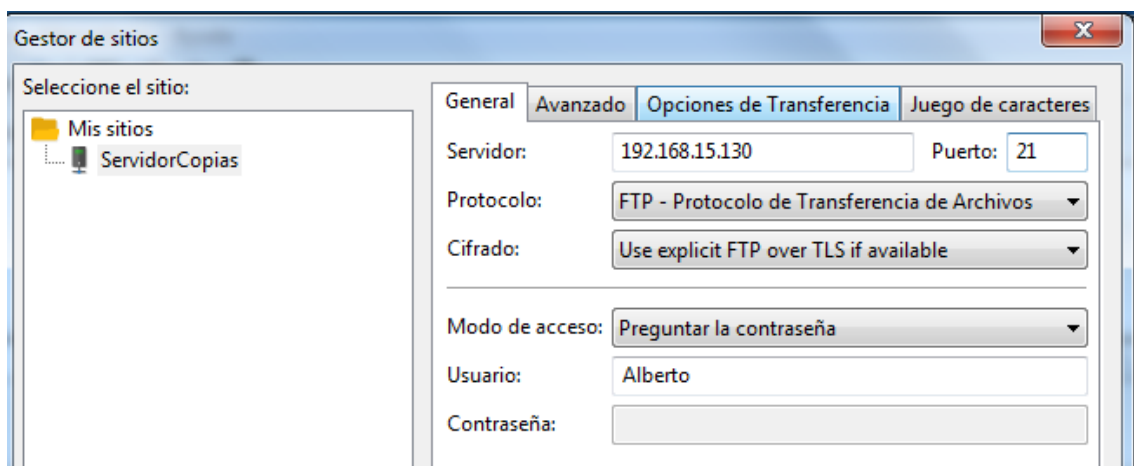 Gestor de sitios
Seleccione el sitio:
Mis sitios
ServidorCopias
General Avanzado Opciones de Transferencia Juego de caracteres
Servidor: 192.168.15.130 Puerto: 21
Protocolo: FTP - Protocolo de Transferencia de Archivos
Cifrado: Use explicit FTP over TLS if available
Modo de acceso: Preguntar la contraseña
Usuario: Alberto
Contraseña: